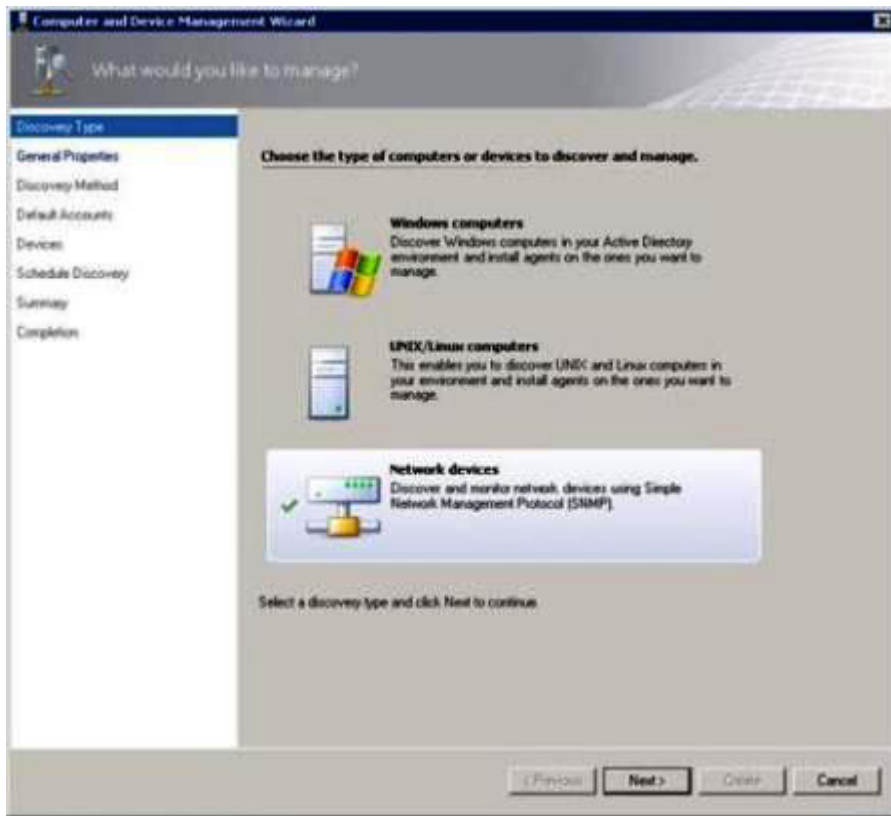 Computer and Device Management Wizard
What would you like to manage?
Discovery Type
General Properties
Discovery Method
Default Accounts
Devices
Schedule Discovery
Summary
Completion
Choose the type of computers or devices to discover and manage.
Windows computers
Discover Windows computers in your Active Directory
environment and install agents on the ones you want to
manage.
UNIX/Linux computers
This enables you to discover UNIX and Linux computers in
your environment and install agents on the ones you want to
manage.
Network devices
Discover and monitor network devices using Simple
Network Management Protocol (SNMP).
Select a discovery type and click Next to continue.
< Previous
Next >
Create
Cancel